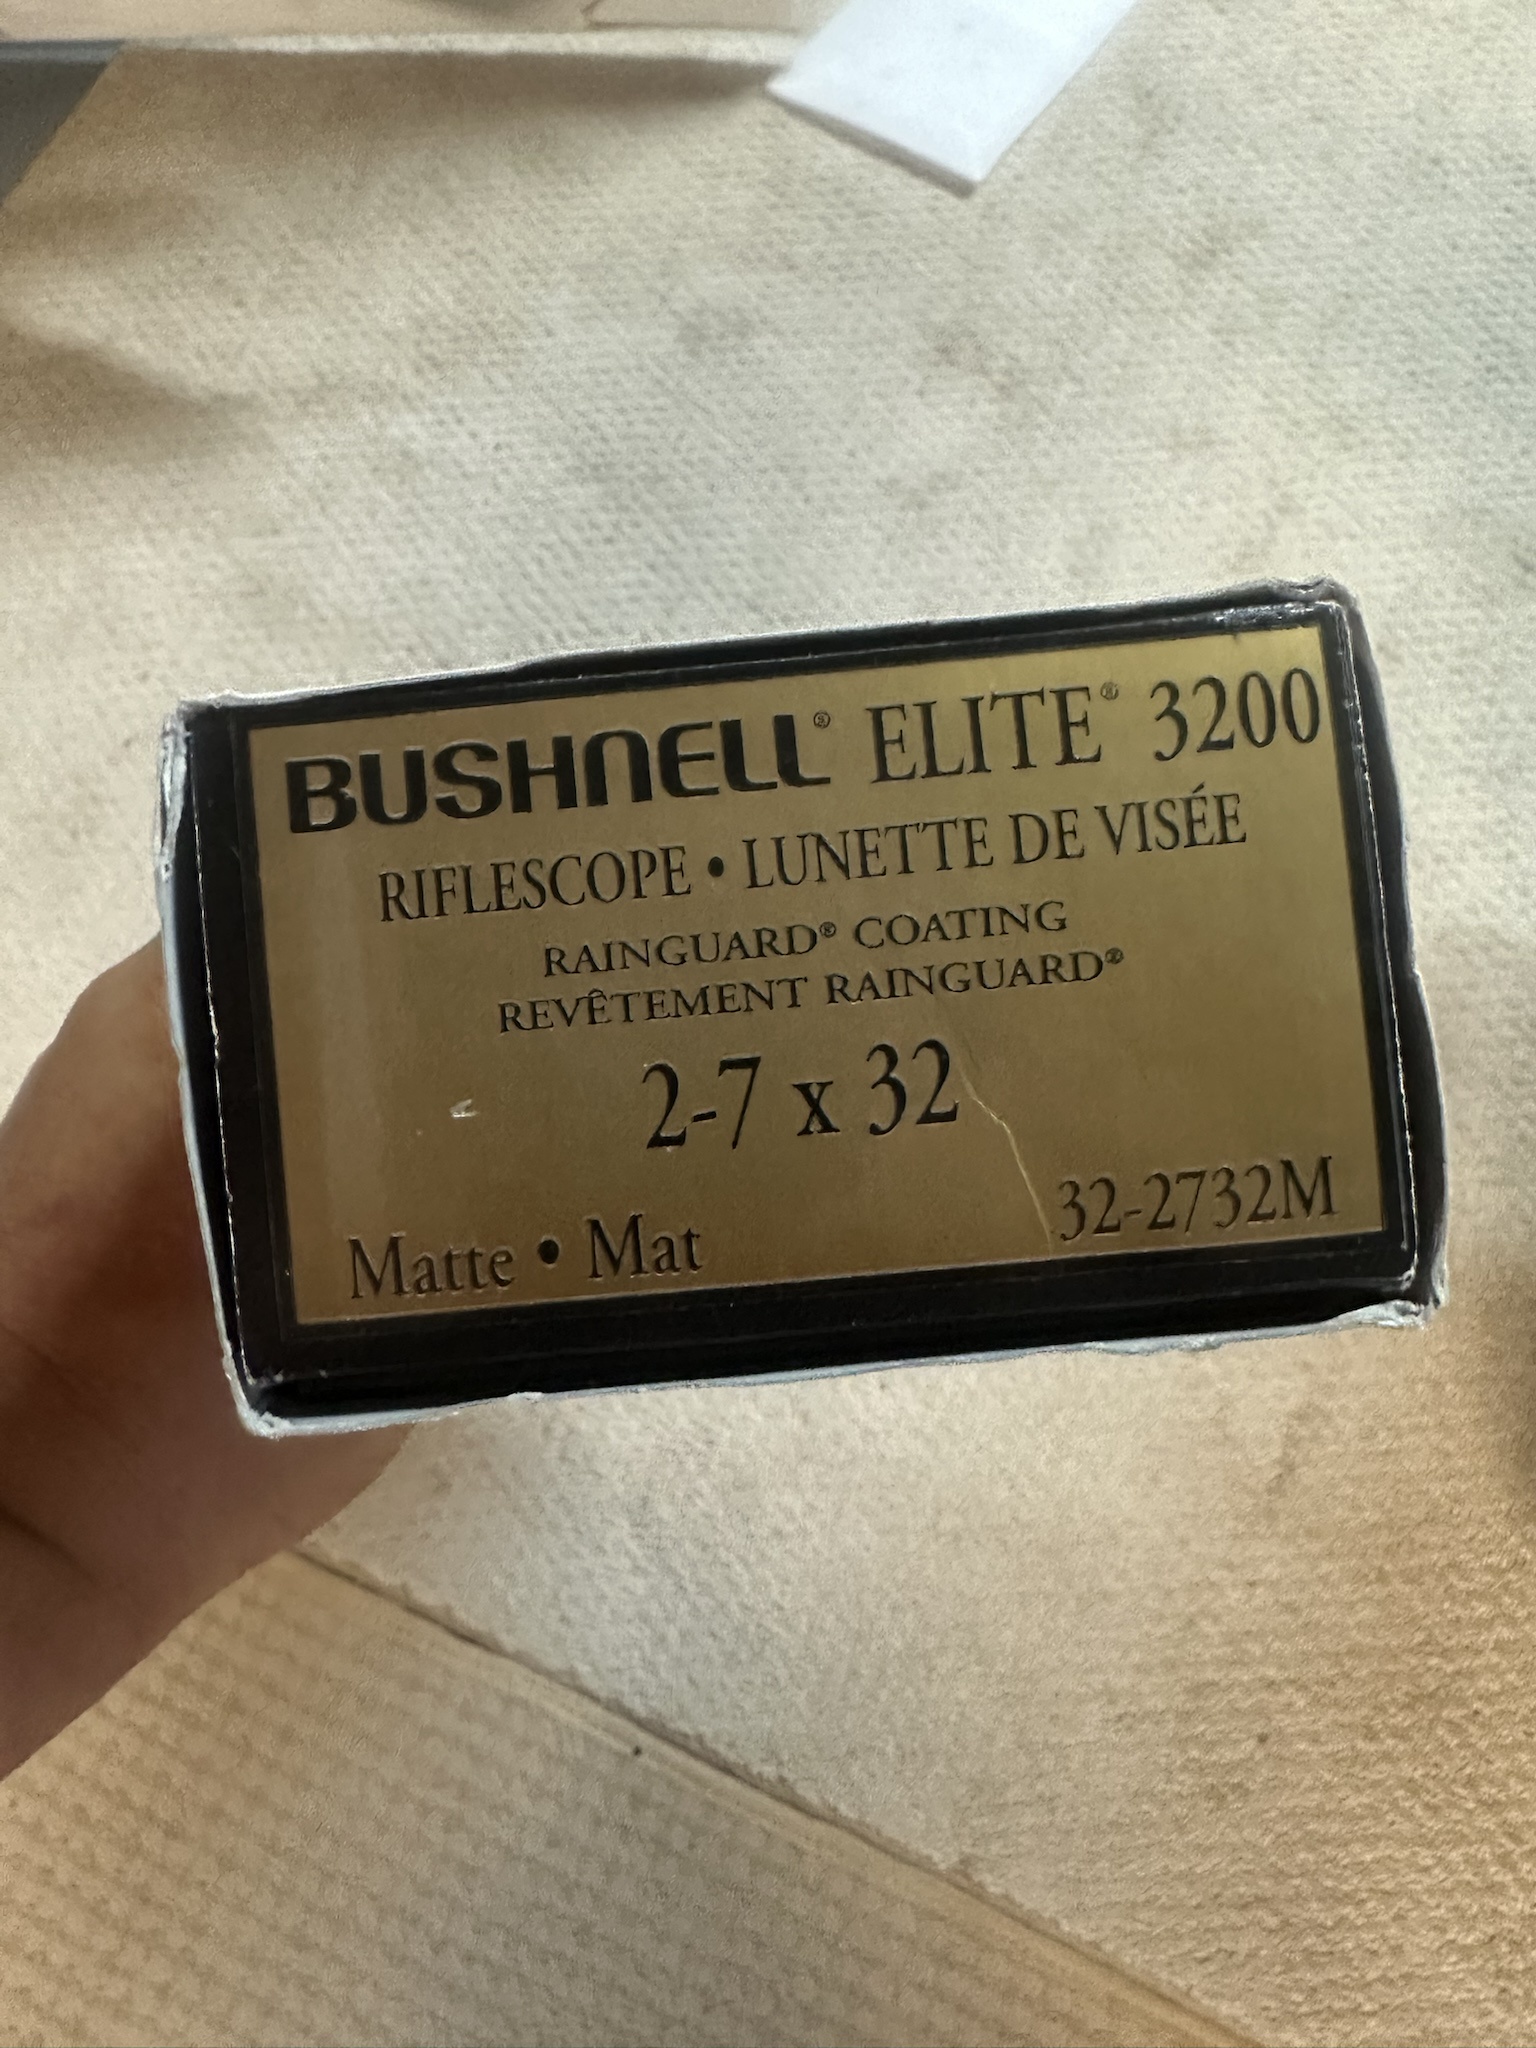 BUSHNELL® ELITE® 3200
RIFLESCOPE • LUNETTE DE VISÉE
RAINGUARD® COATING
REVÊTEMENT RAINGUARD®
2-7 x 32
Matte • Mat 32-2732M